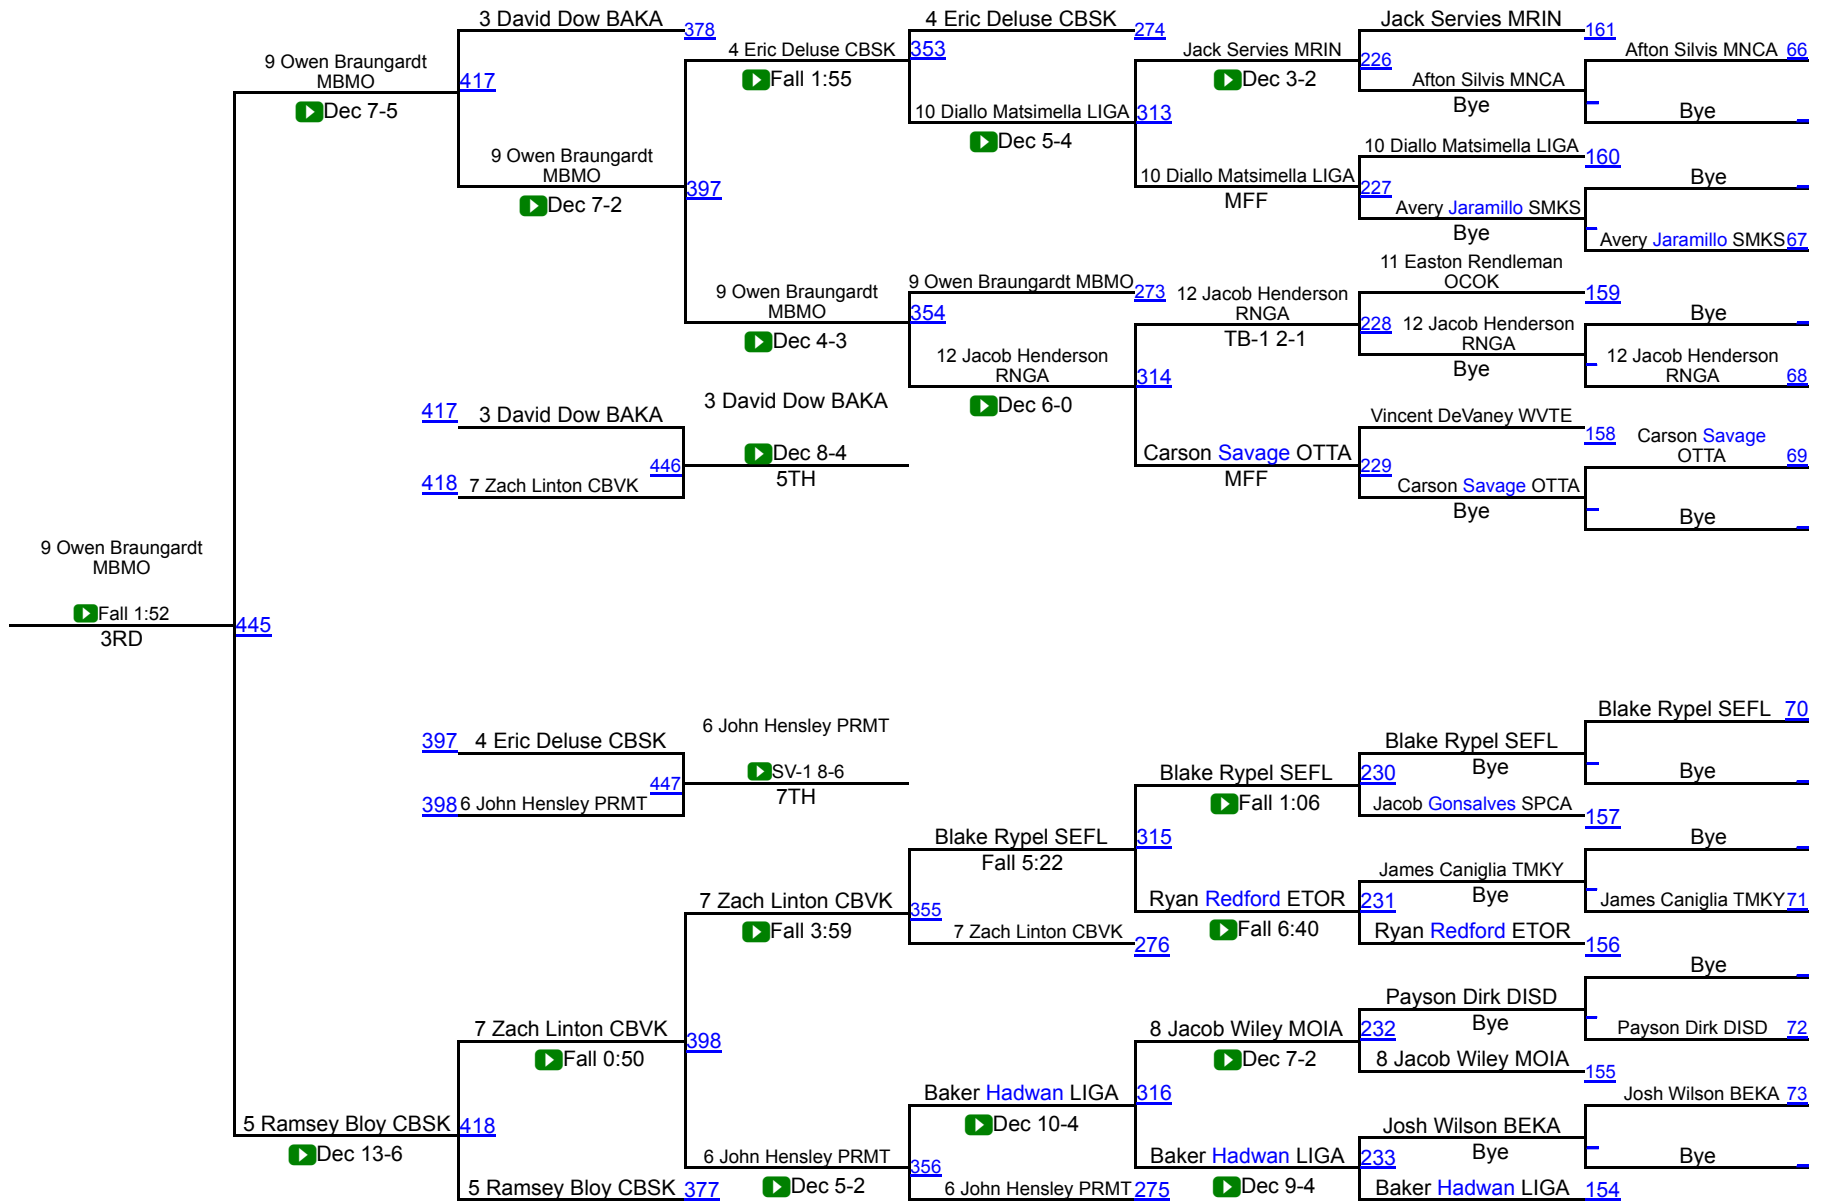 3 David Dow BAKA
378
4 Eric Deluse CBSK
274
Jack Servies MRIN
161
9 Owen Braungardt
MBMO
Dec 7-5
417
4 Eric Deluse CBSK
Fall 1:55
353
Jack Servies MRIN
Dec 3-2
226
Afton Silvis MNCA
Bye
Afton Silvis MNCA 66
Bye
9 Owen Braungardt
MBMO
Dec 7-2
397
10 Diallo Matsimella LIGA
Dec 5-4
313
10 Diallo Matsimella LIGA
MFF
10 Diallo Matsimella LIGA
160
227
Avery Jaramillo SMKS
Bye
Bye
Avery Jaramillo SMKS 67
9 Owen Braungardt
MBMO
Dec 4-3
9 Owen Braungardt MBMO
273
354
12 Jacob Henderson
RNGA
TB-1 2-1
11 Easton Rendleman
OCOK
159
228
12 Jacob Henderson
RNGA
Bye
Bye
12 Jacob Henderson
RNGA
68
12 Jacob Henderson
RNGA
Dec 6-0
314
417
3 David Dow BAKA
3 David Dow BAKA
Dec 8-4
5TH
446
418
7 Zach Linton CBVK
Carson Savage OTTA
MFF
Vincent DeVaney WVTE
158
229
Carson Savage OTTA
Bye
Carson Savage
OTTA
69
Bye
9 Owen Braungardt
MBMO
Fall 1:52
3RD
445
397
4 Eric Deluse CBSK
6 John Hensley PRMT
SV-1 8-6
7TH
447
398
6 John Hensley PRMT
Blake Rypel SEFL
Fall 1:06
230
Blake Rypel SEFL
Bye
Blake Rypel SEFL 70
Bye
Jacob Gonsalves SPCA
157
Blake Rypel SEFL
Fall 5:22
315
7 Zach Linton CBVK
Fall 3:59
355
7 Zach Linton CBVK
276
Ryan Redford ETOR
Fall 6:40
231
James Caniglia TMKY
Bye
Bye
James Caniglia TMKY 71
Ryan Redford ETOR
156
7 Zach Linton CBVK
Fall 0:50
398
8 Jacob Wiley MOIA
Dec 7-2
232
Payson Dirk DISD
Bye
Bye
Payson Dirk DISD 72
8 Jacob Wiley MOIA
155
Baker Hadwan LIGA
Dec 10-4
316
5 Ramsey Bloy CBSK
Dec 13-6
418
6 John Hensley PRMT
Dec 5-2
356
Baker Hadwan LIGA
Dec 9-4
233
Josh Wilson BEKA
Bye
Josh Wilson BEKA 73
Bye
5 Ramsey Bloy CBSK 377
6 John Hensley PRMT 275
Baker Hadwan LIGA
154